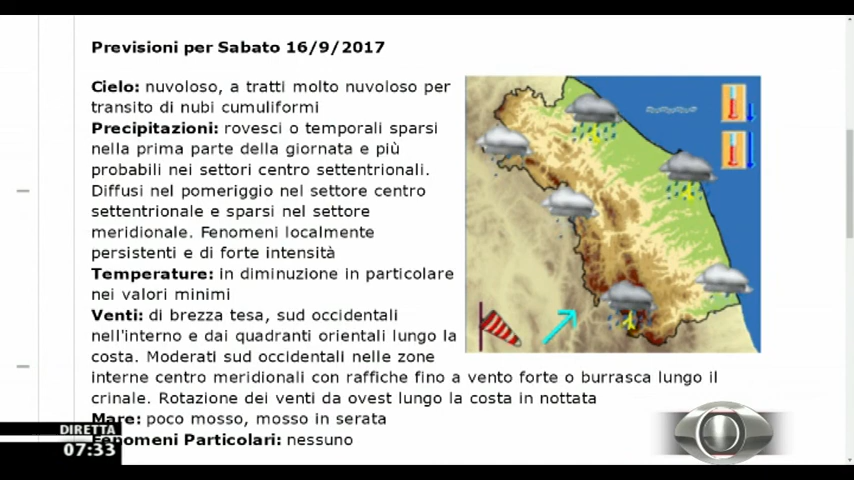 Previsioni per Sabato 16/9/2017
Cielo: nuvoloso, a tratti molto nuvoloso per
transito di nubi cumuliformi
Precipitazioni: rovesci o temporali sparsi
nella prima parte della giornata e più
probabili nei settori centro settentrionali.
Diffusi nel pomeriggio nel settore centro
settentrionale e sparsi nel settore
meridionale. Fenomeni localmente
persistenti e di forte intensità
Temperature: in diminuzione in particolare
nei valori minimi
Venti: di brezza tesa, sud occidentali
nell'interno e dai quadranti orientali lungo la
costa. Moderati sud occidentali nelle zone
interne centro meridionali con raffiche fino a vento forte o burrasca lungo il
crinale. Rotazione dei venti da ovest lungo la costa in nottata
Mare: poco mosso, mosso in serata
Fenomeni Particolari: nessuno
DIRETTA
07:33